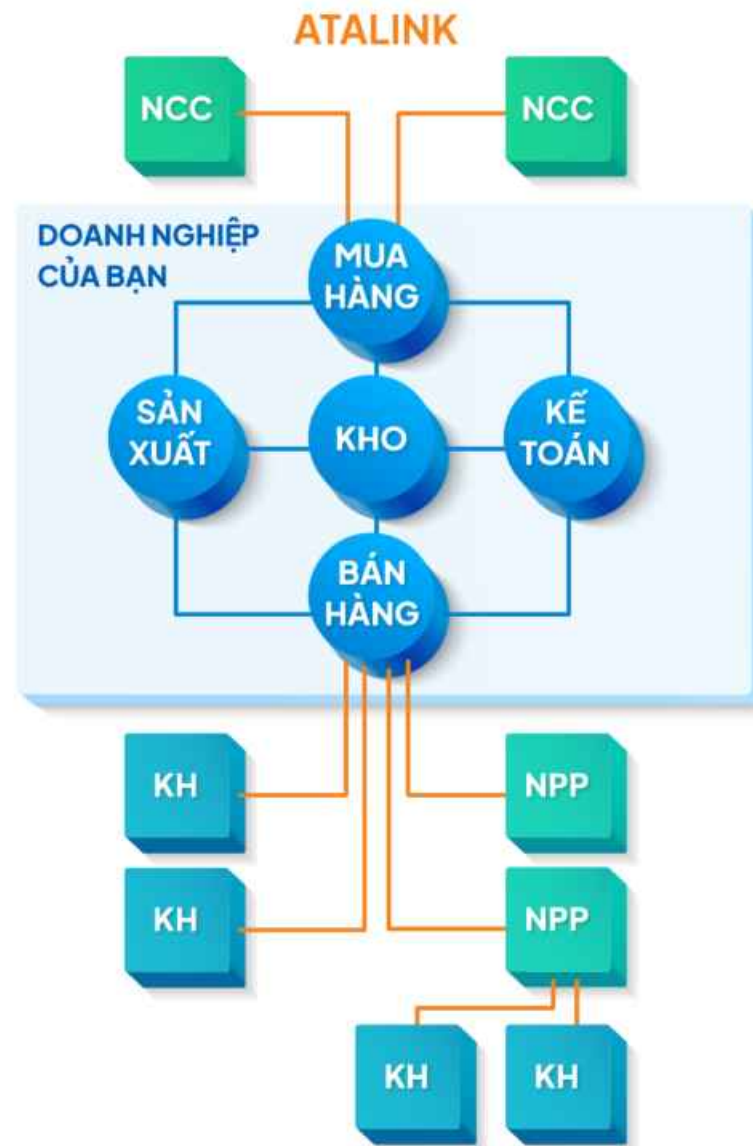 ATALINK
NCC
NCC
DOANH NGHIỆP
CỦA BẠN
MUA
HÀNG
SẢN
XUẤT
KHO
KẾ
TOÁN
BÁN
HÀNG
KH
NPP
KH
NPP
KH
KH